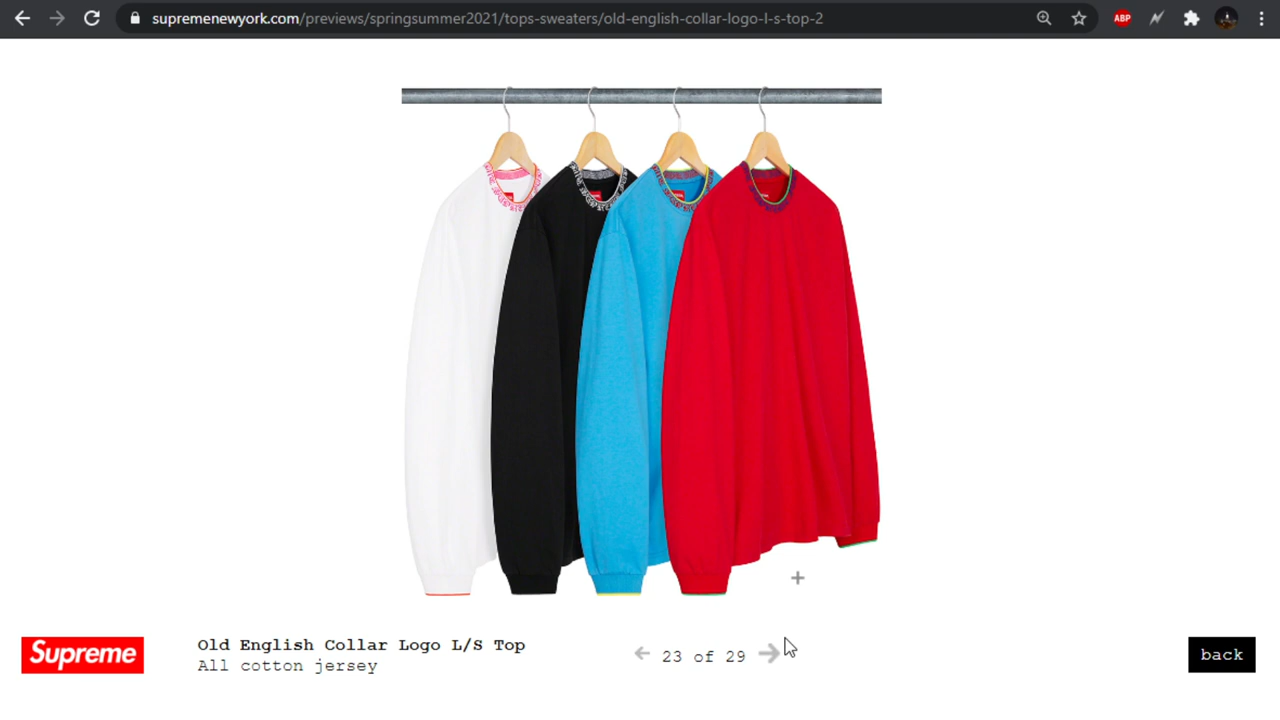 supremenewyork.com/previews/springsummer2021/tops-sweaters/old-english-collar-logo-l-s-top-2
ABP
Supreme
Old English Collar Logo L/S Top
All cotton jersey
23 of 29
back